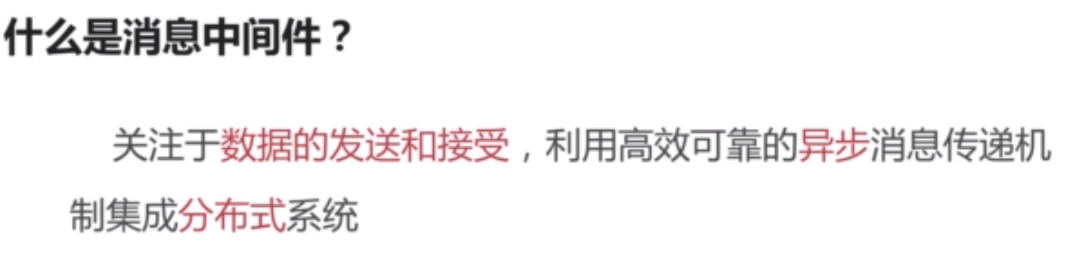 什么是消息中间件？
关注于数据的发送和接受，利用高效可靠的异步消息传递机
制集成分布式系统